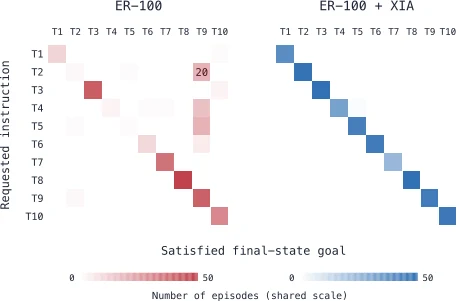 ER-100
ER-100 + XIA
T1 T2 T3 T4 T5 T6 T7 T8 T9 T10
T1 T2 T3 T4 T5 T6 T7 T8 T9 T10
Requested instruction
T1
T2
T3
T4
T5
T6
T7
T8
T9
T10
20
Satisfied final-state goal
0 50
0 50
Number of episodes (shared scale)